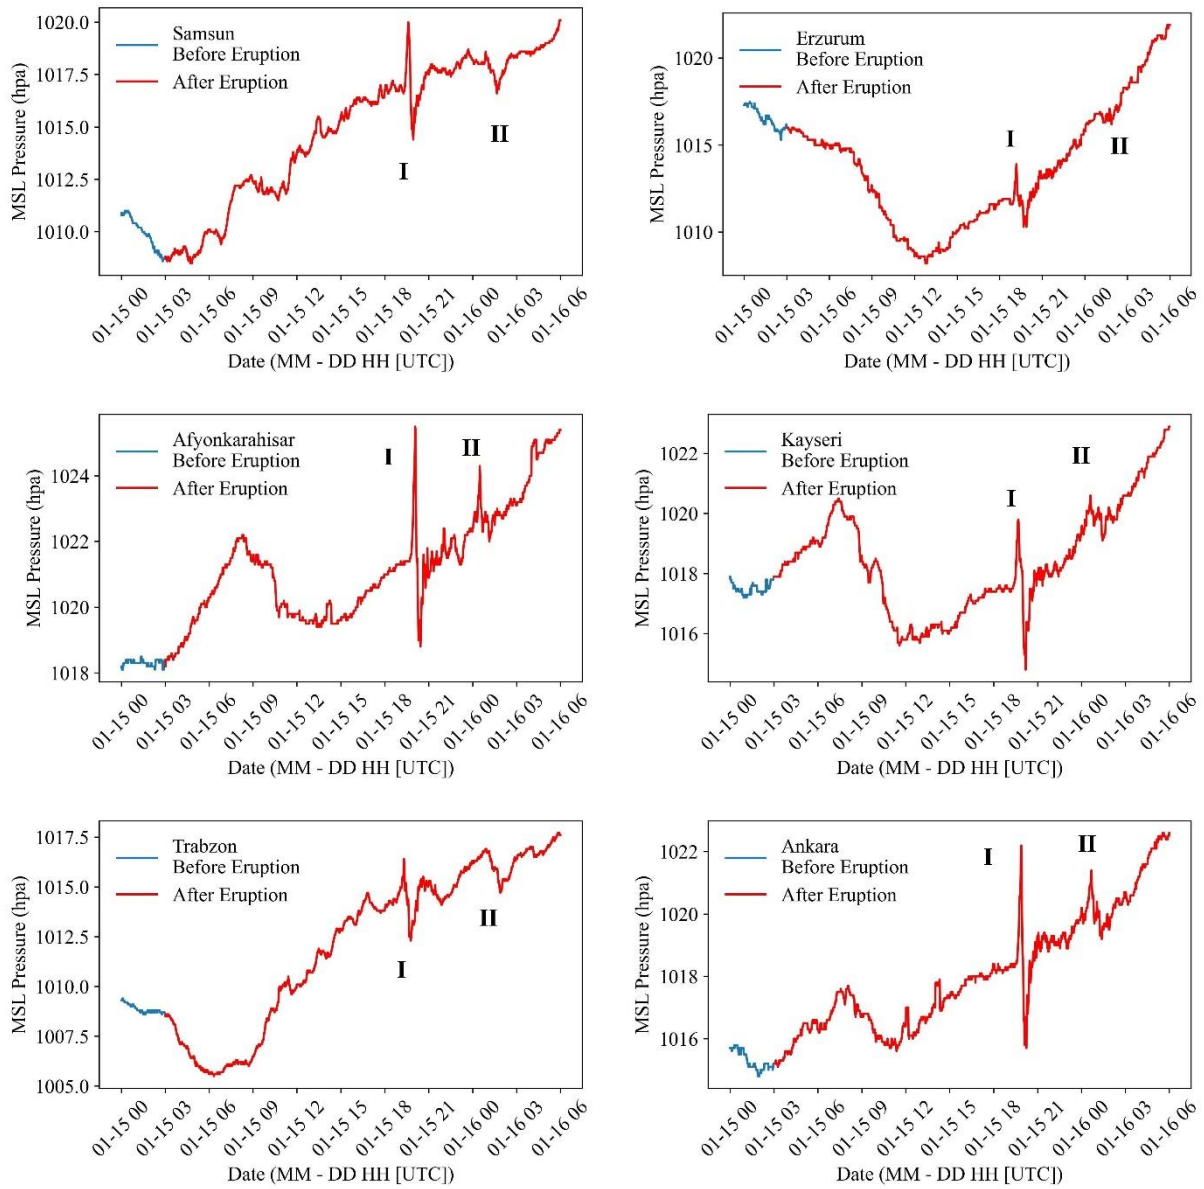 Samsun
Before Eruption
After Eruption
I
II
MSL Pressure (hpa)
1020.0
1017.5
1015.0
1012.5
1010.0
01-15 00
01-15 03
01-15 06
01-15 09
01-15 12
01-15 15
01-15 18
01-15 21
01-16 00
01-16 03
01-16 06
Date (MM - DD HH [UTC])
Erzurum
Before Eruption
After Eruption
I
II
MSL Pressure (hpa)
1020
1015
1010
01-15 00
01-15 03
01-15 06
01-15 09
01-15 12
01-15 15
01-15 18
01-15 21
01-16 00
01-16 03
01-16 06
Date (MM - DD HH [UTC])
Afyonkarahisar
Before Eruption
After Eruption
I
II
MSL Pressure (hpa)
1024
1022
1020
1018
01-15 00
01-15 03
01-15 06
01-15 09
01-15 12
01-15 15
01-15 18
01-15 21
01-16 00
01-16 03
01-16 06
Date (MM - DD HH [UTC])
Kayseri
Before Eruption
After Eruption
I
II
MSL Pressure (hpa)
1022
1020
1018
1016
01-15 00
01-15 03
01-15 06
01-15 09
01-15 12
01-15 15
01-15 18
01-15 21
01-16 00
01-16 03
01-16 06
Date (MM - DD HH [UTC])
Trabzon
Before Eruption
After Eruption
I
II
MSL Pressure (hpa)
1017.5
1015.0
1012.5
1010.0
1007.5
1005.0
01-15 00
01-15 03
01-15 06
01-15 09
01-15 12
01-15 15
01-15 18
01-15 21
01-16 00
01-16 03
01-16 06
Date (MM - DD HH [UTC])
Ankara
Before Eruption
After Eruption
I
II
MSL Pressure (hpa)
1022
1020
1018
1016
01-15 00
01-15 03
01-15 06
01-15 09
01-15 12
01-15 15
01-15 18
01-15 21
01-16 00
01-16 03
01-16 06
Date (MM - DD HH [UTC])